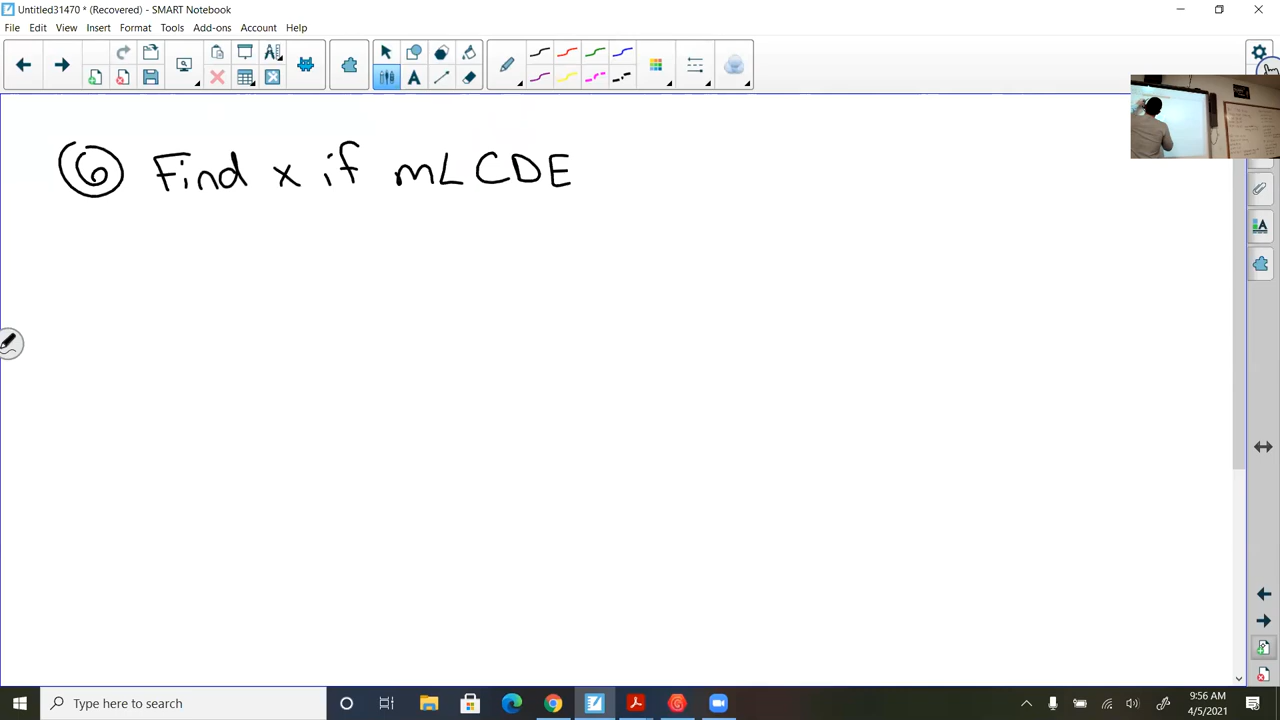 Untitled31470 * (Recovered) - SMART Notebook
File Edit View Insert Format Tools Add-ons Account Help
⑥ Find x if m∠CDE
Type here to search
9:56 AM
4/5/2021